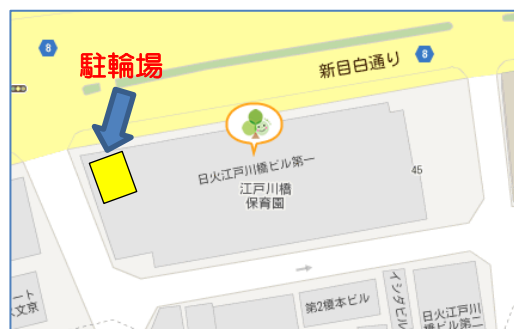 8
8
駐輪場
新目白通り
日火江戸川橋ビル第一
45
江戸川橋
保育園
第2榎本ビル
イシダビル
日火江戸川
橋ビル第二
ート
文京